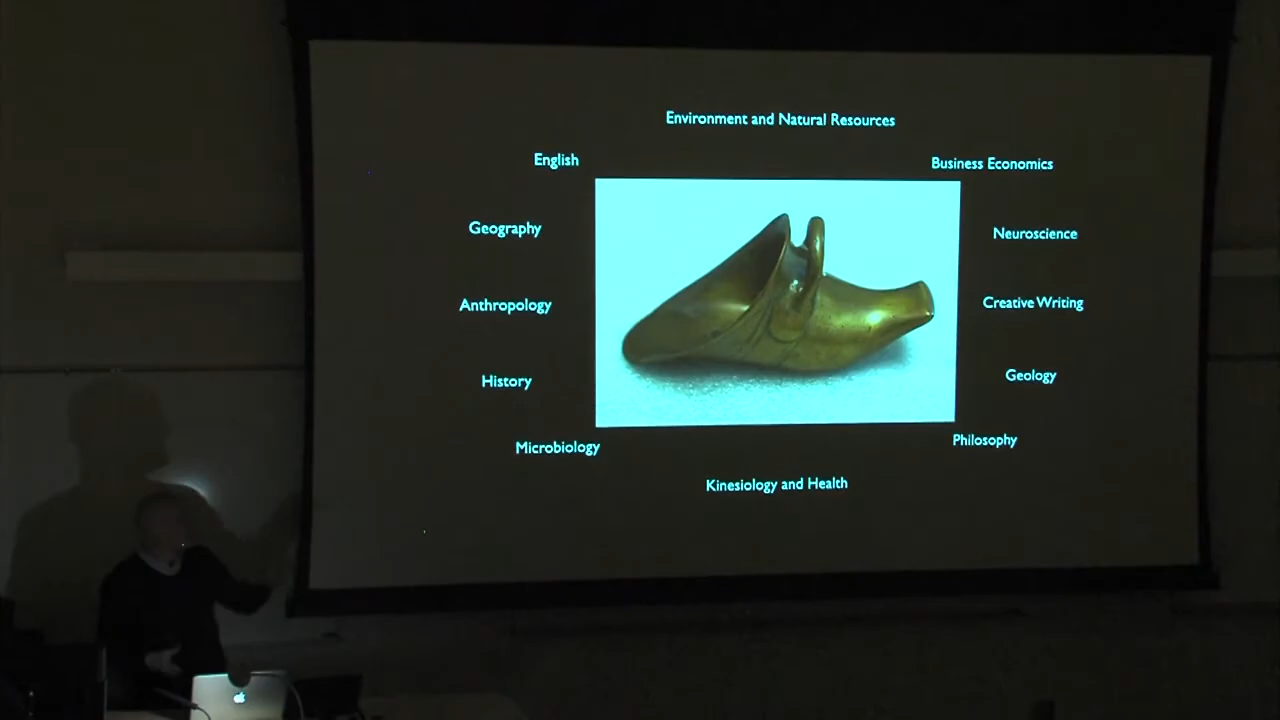 Environment and Natural Resources
English
Business Economics
Geography
Neuroscience
Anthropology
Creative Writing
History
Geology
Microbiology
Philosophy
Kinesiology and Health